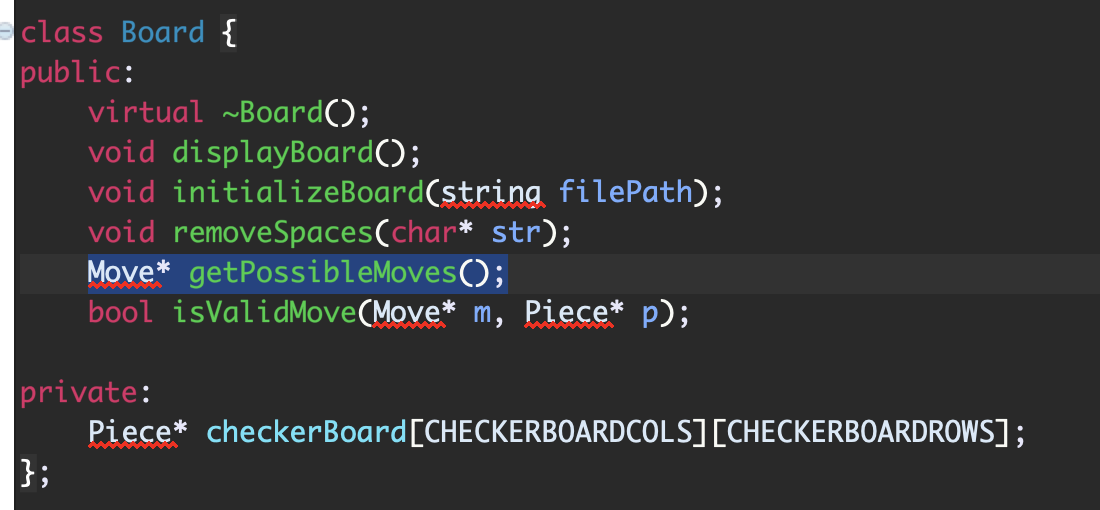 class Board {
public:
    virtual ~Board();
    void displayBoard();
    void initializeBoard(string filePath);
    void removeSpaces(char* str);
    Move* getPossibleMoves();
    bool isValidMove(Move* m, Piece* p);
private:
    Piece* checkerBoard[CHECKERBOARDCOLS][CHECKERBOARDROWS];
};